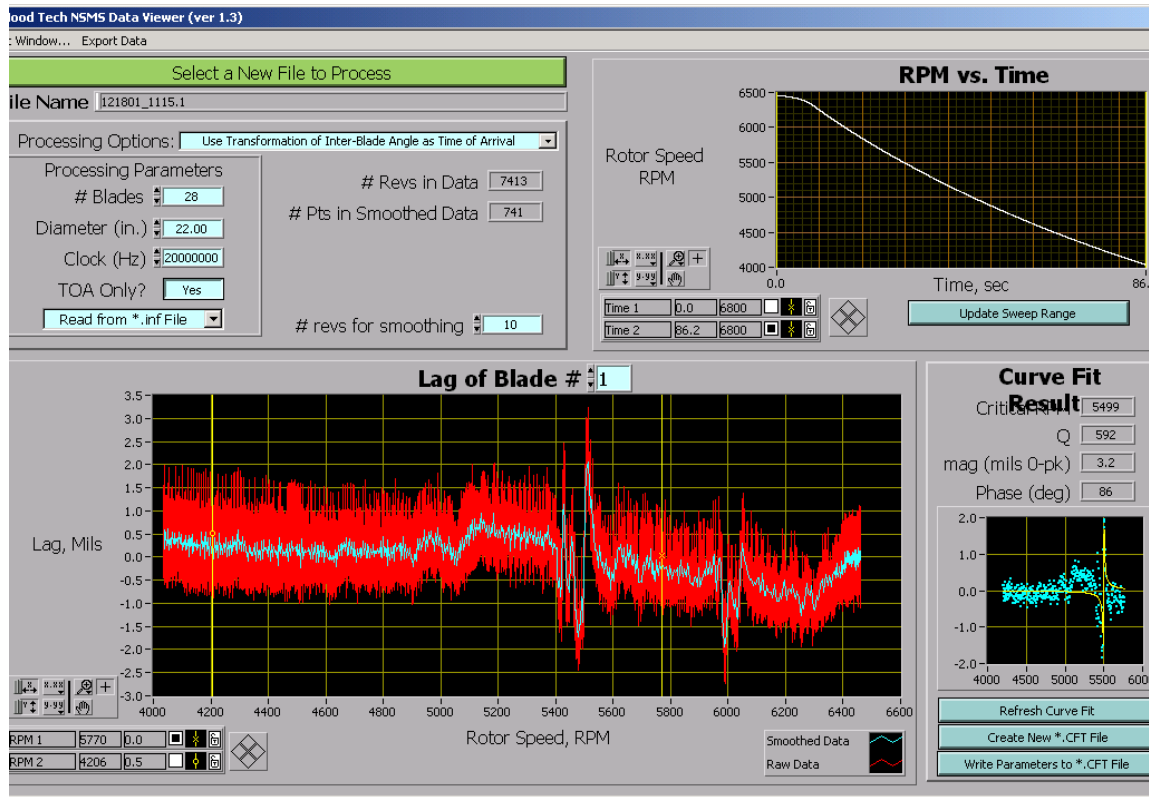 lood Tech NSMS Data Viewer (ver 1.3)
: Window... Export Data
Select a New File to Process
ile Name 121801_1115.1
Processing Options: Use Transformation of Inter-Blade Angle as Time of Arrival
Processing Parameters
# Blades 28
Diameter (in.) 22.00
Clock (Hz) 20000000
TOA Only? Yes
Read from *.inf File
# Revs in Data 7413
# Pts in Smoothed Data 741
# revs for smoothing 10
RPM vs. Time
Rotor Speed
RPM
6500
6000
5500
5000
4500
4000
0.0 86.
Time, sec
Time 1 0.0 6800
Time 2 86.2 6800
Update Sweep Range
Lag of Blade # 1
Lag, Mils
3.5
3.0
2.5
2.0
1.5
1.0
0.5
0.0
-0.5
-1.0
-1.5
-2.0
-2.5
-3.0
4000 4200 4400 4600 4800 5000 5200 5400 5600 5800 6000 6200 6400 6600
Rotor Speed, RPM
RPM 1 5770 0.0
RPM 2 4206 0.5
Smoothed Data
Raw Data
Curve Fit
Result
Critical RPM 5499
Q 592
mag (mils 0-pk) 3.2
Phase (deg) 86
2.0
1.0
0.0
-1.0
-2.0
4000 4500 5000 5500 600
Refresh Curve Fit
Create New *.CFT File
Write Parameters to *.CFT File